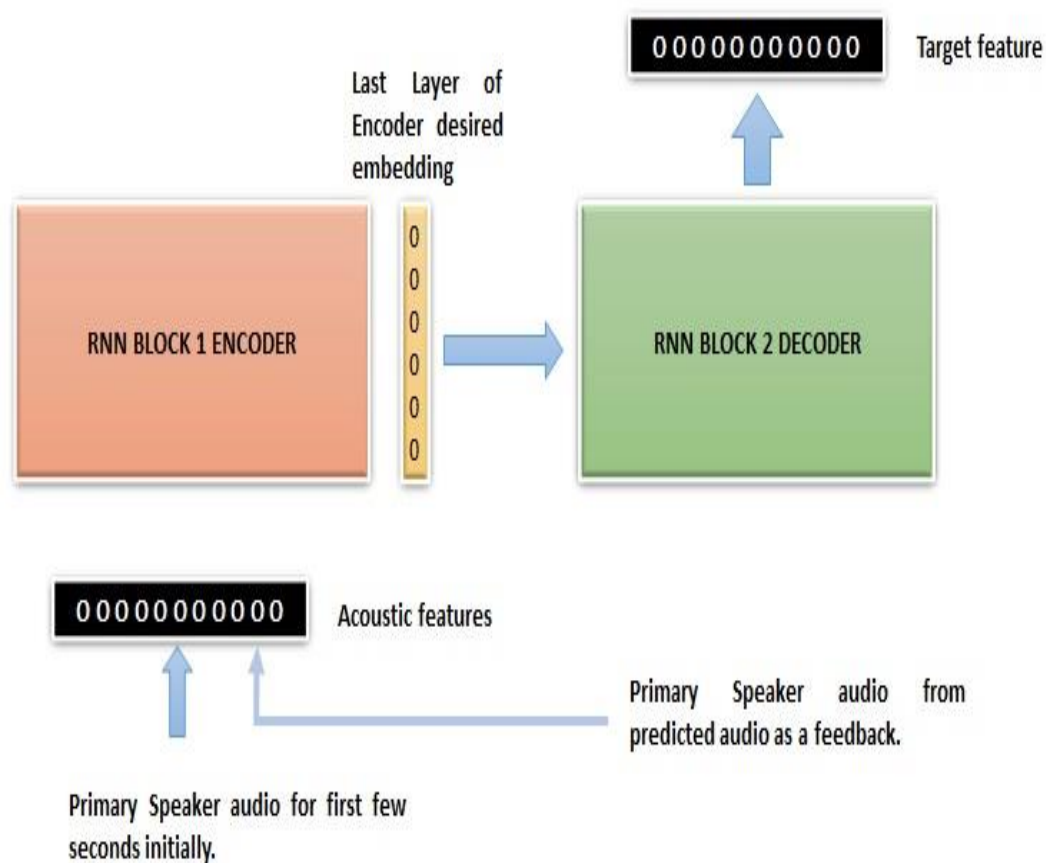 00000000000
Target feature
Last Layer of
Encoder desired
embedding
RNN BLOCK 1 ENCODER
0
0
0
0
0
0
RNN BLOCK 2 DECODER
00000000000
Acoustic features
Primary Speaker audio from
predicted audio as a feedback.
Primary Speaker audio for first few
seconds initially.